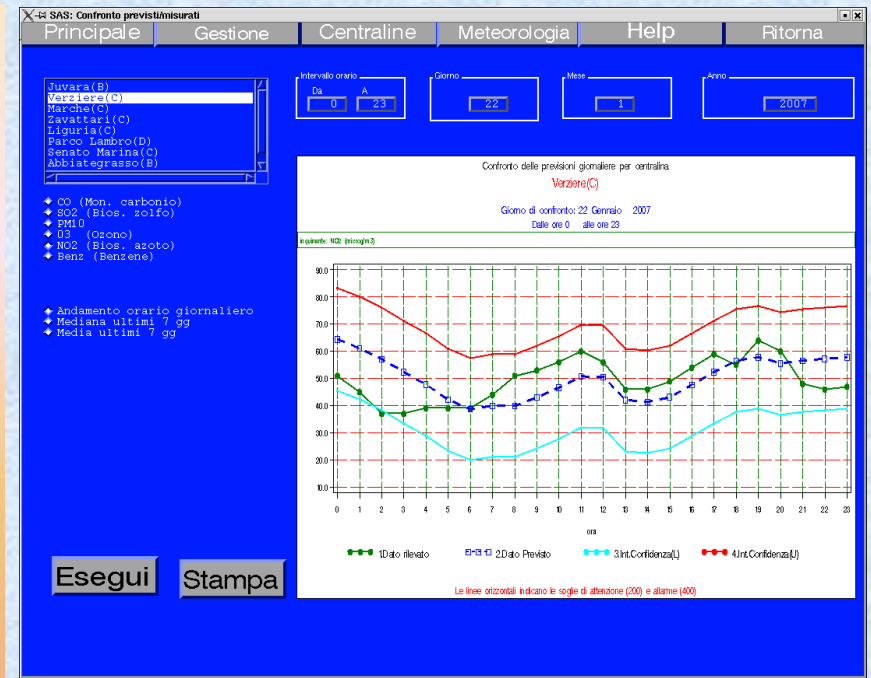 SAS: Confronto previsti/misurati
Principale Gestione Centraline Meteorologia Help Ritorna
Juvara(B)
Verziere(C)
Marche(C)
Zavattari(C)
Liguria(C)
Parco Lambro(D)
Senato Marina(C)
Abbiategrasso(B)
Intervallo orario
Da A
0 23
Giorno
22
Mese
1
Anno
2007
CO (Mon. carbonio)
SO2 (Bios. zolfo)
PM10
O3 (Ozono)
NO2 (Bios. azoto)
Benz (Benzene)
Andamento orario giornaliero
Mediana ultimi 7 gg
Media ultimi 7 gg
Esegui
Stampa
Confronto delle previsioni giornaliere per centralina
Verziere(C)
Giorno di confronto: 22 Gennaio 2007
Dalle ore 0 alle ore 23
inquinante: NO2 (microg/m3)
90.0
80.0
70.0
60.0
50.0
40.0
30.0
20.0
10.0
0 1 2 3 4 5 6 7 8 9 10 11 12 13 14 15 16 17 18 19 20 21 22 23
ora
1.Dato rilevato 2.Dato Previsto 3.Int.Confidenza(L) 4.Int.Confidenza(U)
Le linee orizzontali indicano le soglie di attenzione (200) e allarme (400)